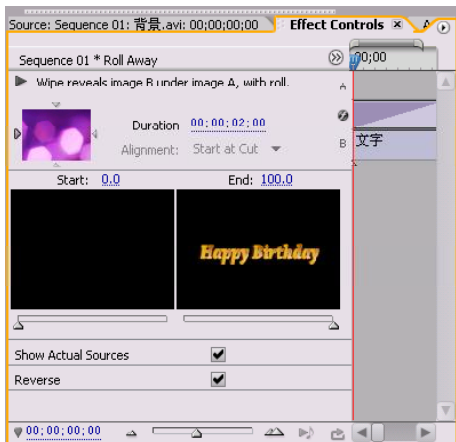 Source: Sequence 01: 背景.avi: 00;00;00;00 Effect Controls × A
Sequence 01 * Roll Away 00;00
Wipe reveals image B under image A, with roll. A
Duration 00;00;02;00
Alignment: Start at Cut B 文字
Start: 0.0 End: 100.0
Happy Birthday
Show Actual Sources
Reverse
00;00;00;00